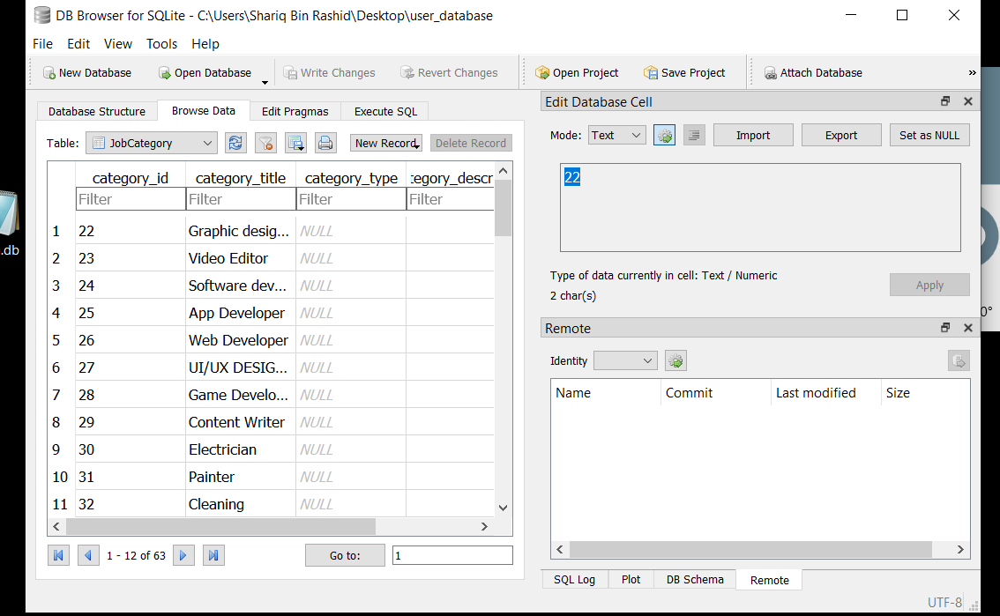 DB Browser for SQLite - C:\Users\Shariq Bin Rashid\Desktop\user_database
File Edit View Tools Help
New Database Open Database Write Changes Revert Changes Open Project Save Project Attach Database »
Database Structure Browse Data Edit Pragmas Execute SQL
Table: JobCategory New Record Delete Record
category_id category_title category_type :egory_descr
Filter Filter Filter Filter
1 22 Graphic desig... NULL
2 23 Video Editor NULL
3 24 Software dev... NULL
4 25 App Developer NULL
5 26 Web Developer NULL
6 27 UI/UX DESIG... NULL
7 28 Game Develo... NULL
8 29 Content Writer NULL
9 30 Electrician NULL
10 31 Painter NULL
11 32 Cleaning NULL
1 - 12 of 63 Go to: 1
Edit Database Cell
Mode: Text Import Export Set as NULL
22
Type of data currently in cell: Text / Numeric
2 char(s)
Apply
Remote
Identity
Name Commit Last modified Size
SQL Log Plot DB Schema Remote
UTF-8
.db
0°